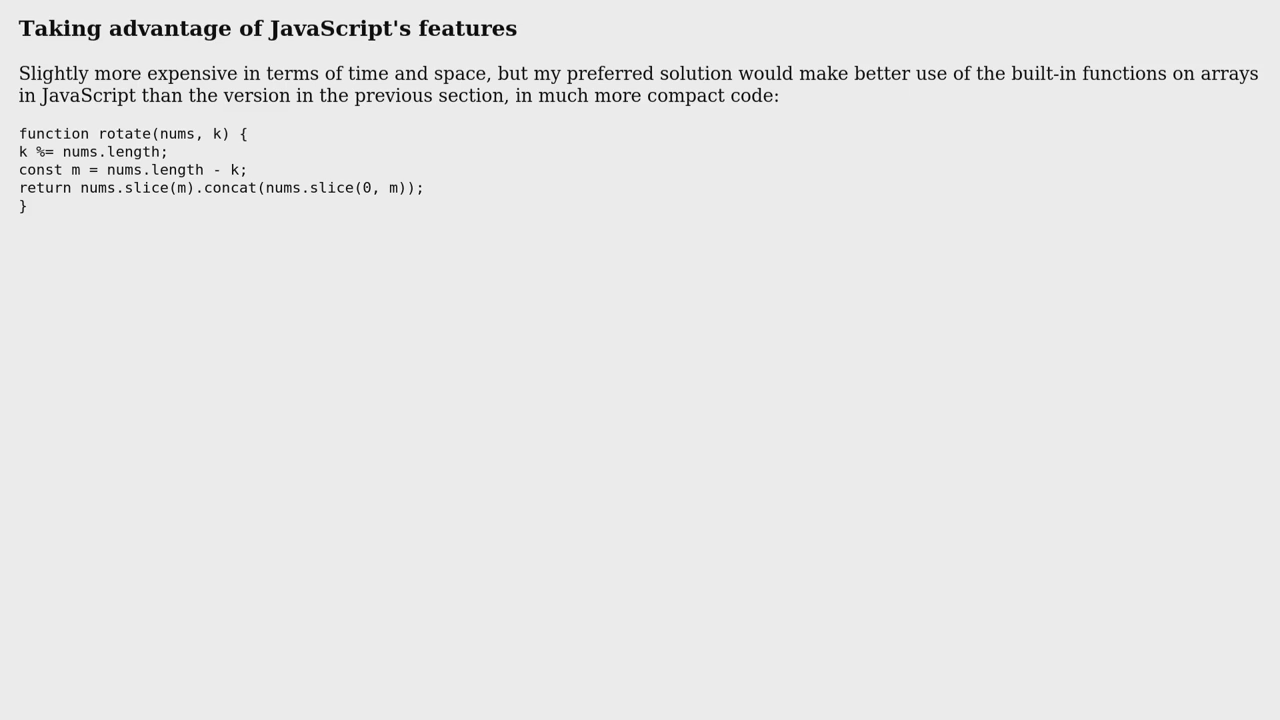 Taking advantage of JavaScript's features
Slightly more expensive in terms of time and space, but my preferred solution would make better use of the built-in functions on arrays
in JavaScript than the version in the previous section, in much more compact code:
function rotate(nums, k) {
k %= nums.length;
const m = nums.length - k;
return nums.slice(m).concat(nums.slice(0, m));
}